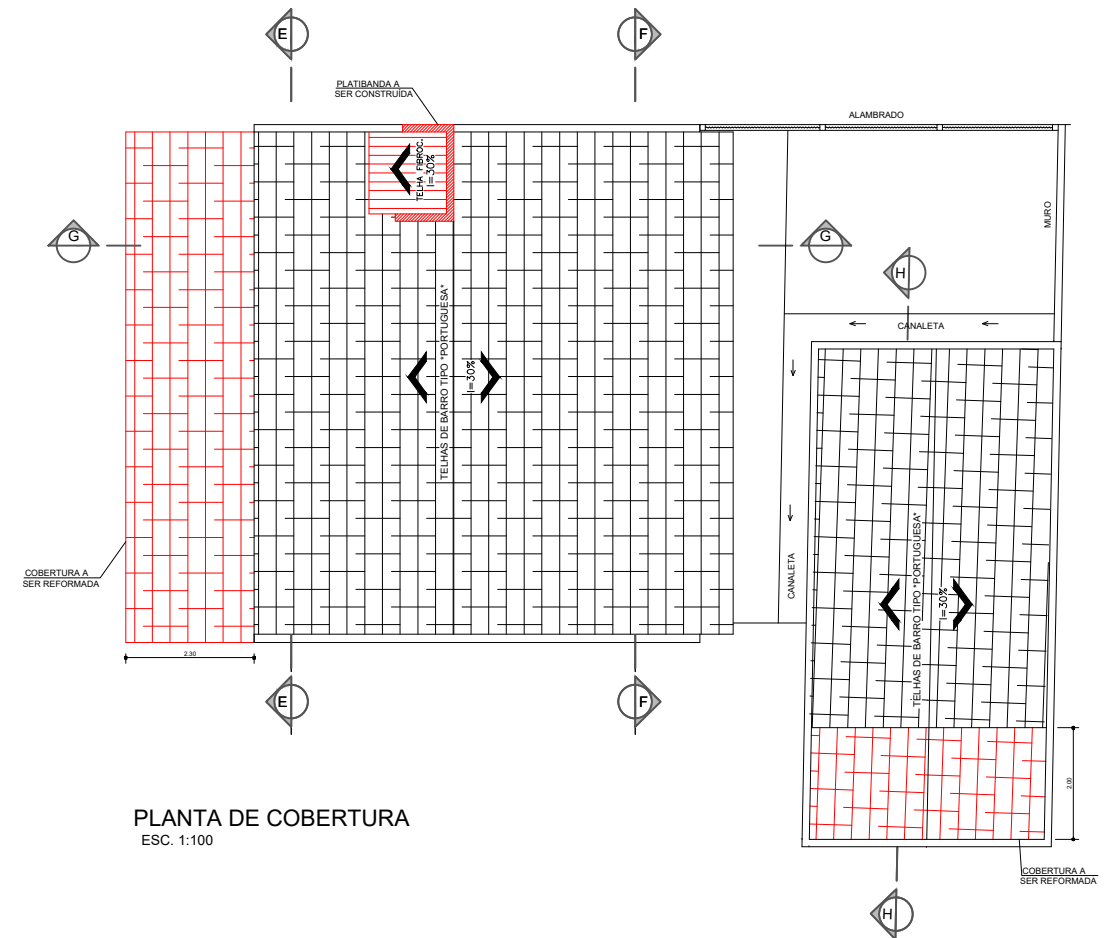 E
F
PLATIBANDA A
SER CONSTRUÍDA
ALAMBRADO
TELHA FIBROC.
I=30%
MURO
G
G
H
CANALETA
TELHAS DE BARRO TIPO "PORTUGUESA"
I=30%
CANALETA
COBERTURA A
SER REFORMADA
TELHAS DE BARRO TIPO "PORTUGUESA"
I=30%
2.30
E
F
2.00
PLANTA DE COBERTURA
ESC. 1:100
COBERTURA A
SER REFORMADA
H